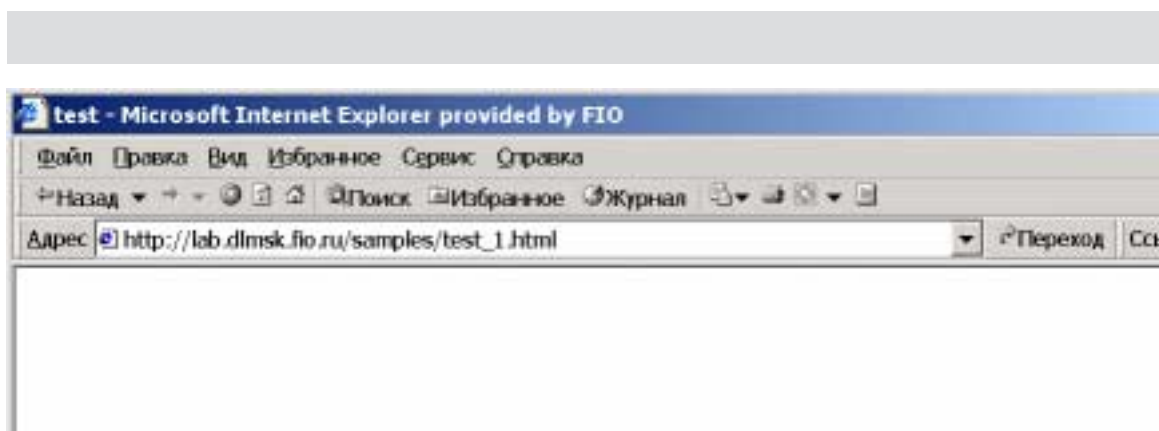 test - Microsoft Internet Explorer provided by FIO
Файл Правка Вид Избранное Сервис Справка
Назад Поиск Избранное Журнал
Адрес http://lab.dlmsk.fio.ru/samples/test_1.html Переход